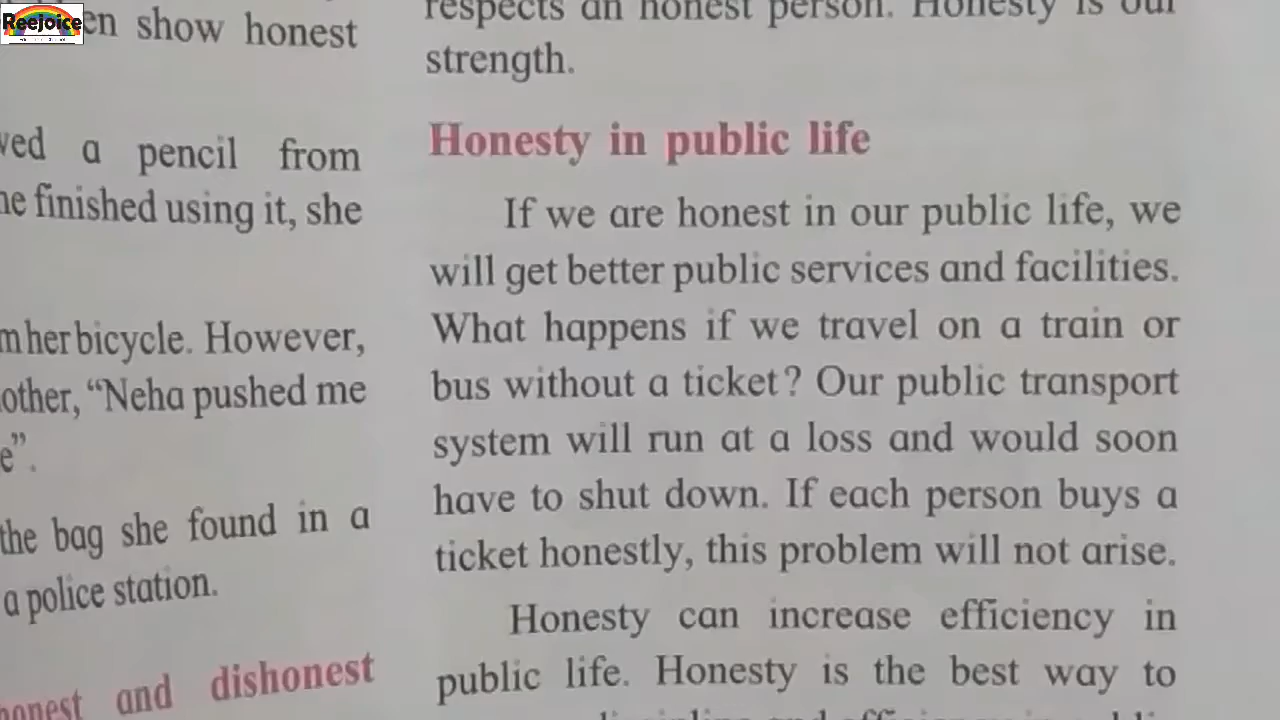 Reejoice
en show honest
a pencil from
finished using it, she
her bicycle. However,
other, “Neha pushed me
e”.
the bag she found in a
a police station.
and dishonest
respects an honest person. Honesty is our
strength.
Honesty in public life
If we are honest in our public life, we
will get better public services and facilities.
What happens if we travel on a train or
bus without a ticket? Our public transport
system will run at a loss and would soon
have to shut down. If each person buys a
ticket honestly, this problem will not arise.
Honesty can increase efficiency in
public life. Honesty is the best way to